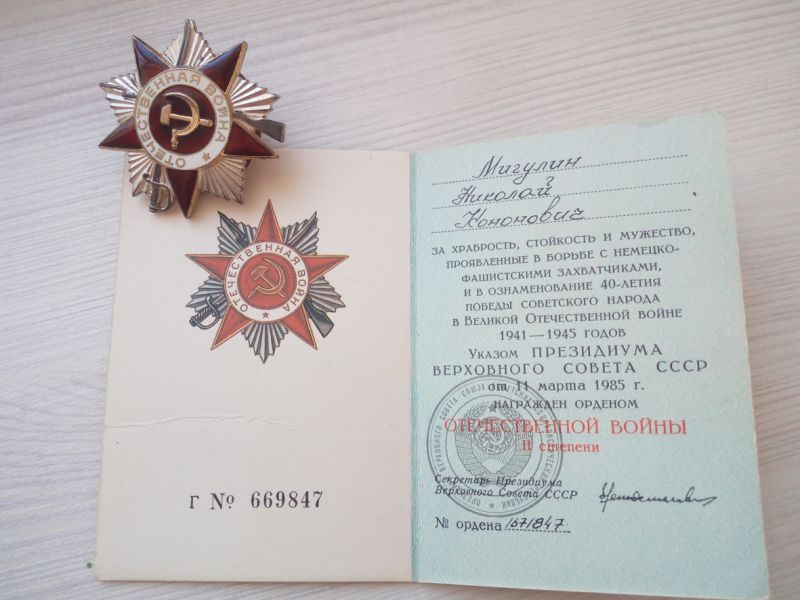 ОТЕЧЕСТВЕННАЯ ВОЙНА
ОТЕЧЕСТВЕННАЯ ВОЙНА
Г № 669847
Мигулин
Николай
Кононович
ЗА ХРАБРОСТЬ, СТОЙКОСТЬ И МУЖЕСТВО,
ПРОЯВЛЕННЫЕ В БОРЬБЕ С НЕМЕЦКО-
ФАШИСТСКИМИ ЗАХВАТЧИКАМИ,
И В ОЗНАМЕНОВАНИЕ 40-ЛЕТИЯ
ПОБЕДЫ СОВЕТСКОГО НАРОДА
В ВЕЛИКОЙ ОТЕЧЕСТВЕННОЙ ВОЙНЕ
1941—1945 ГОДОВ
УКАЗОМ ПРЕЗИДИУМА
ВЕРХОВНОГО СОВЕТА СССР
от 11 марта 1985 г.
НАГРАЖДЕН ОРДЕНОМ
ОТЕЧЕСТВЕННОЙ ВОЙНЫ
II степени
Секретарь Президиума
Верховного Совета СССР
№ ордена 1671847